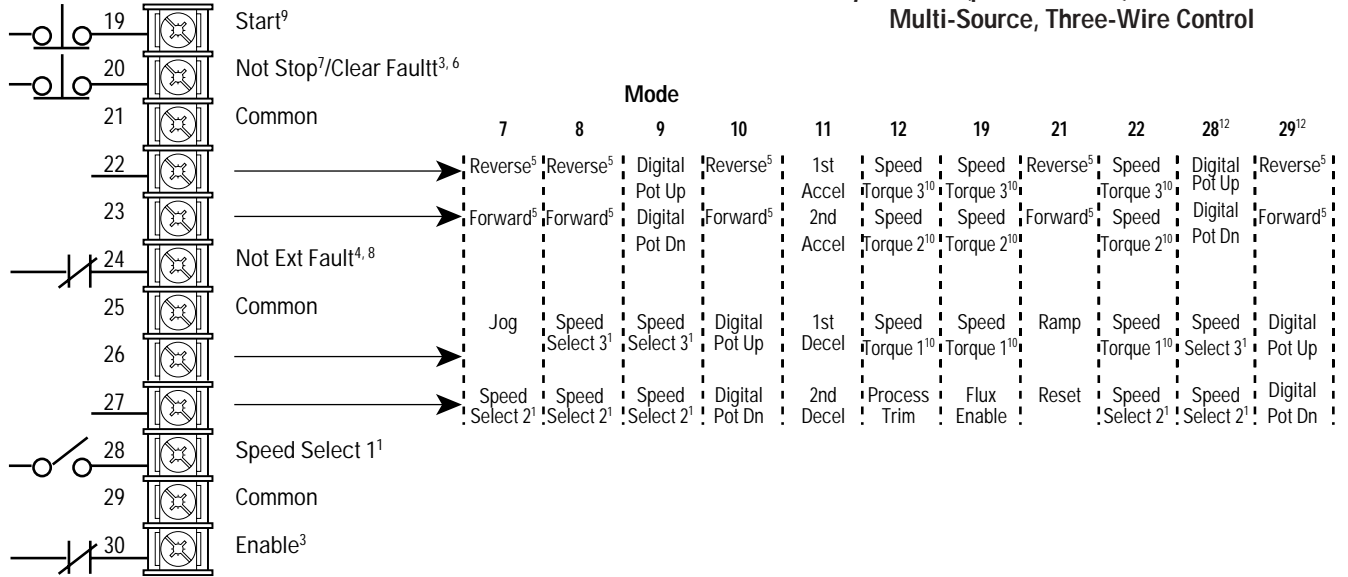 Multi-Source, Three-Wire Control
19 Start9
20 Not Stop7/Clear Faultt3, 6
Mode
21 Common
7 8 9 10 11 12 19 21 22 2812 2912
22 Reverse5 Reverse5 Digital Reverse5 1st Speed Speed Reverse5 Speed Digital Reverse5
Pot Up Accel Torque 310 Torque 310 Torque 310 Pot Up
23 Forward5 Forward5 Digital Forward5 2nd Speed Speed Forward5 Speed Digital Forward5
Pot Dn Accel Torque 210 Torque 210 Torque 210 Pot Dn
24 Not Ext Fault4, 8
25 Common
Jog Speed Speed Digital 1st Speed Speed Ramp Speed Speed Digital
Select 31 Select 31 Pot Up Decel Torque 110 Torque 110 Torque 110 Select 31 Pot Up
26
27 Speed Speed Speed Digital 2nd Process Flux Reset Speed Speed Digital
Select 21 Select 21 Select 21 Pot Dn Decel Trim Enable Select 21 Select 21 Pot Dn
28 Speed Select 11
29 Common
30 Enable3